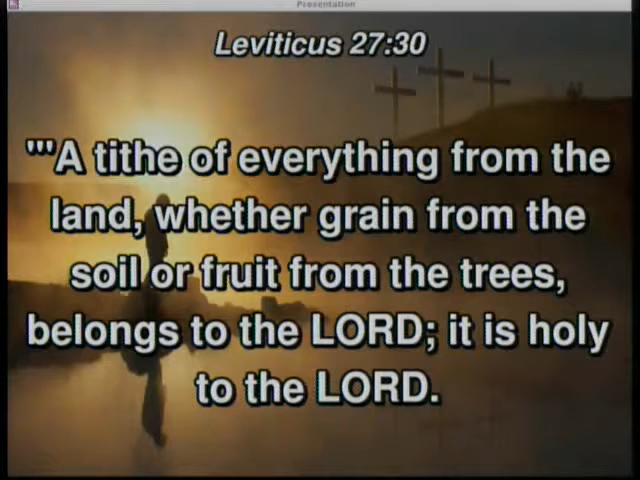 Presentation
Leviticus 27:30
"'A tithe of everything from the
land, whether grain from the
soil or fruit from the trees,
belongs to the LORD; it is holy
to the LORD.